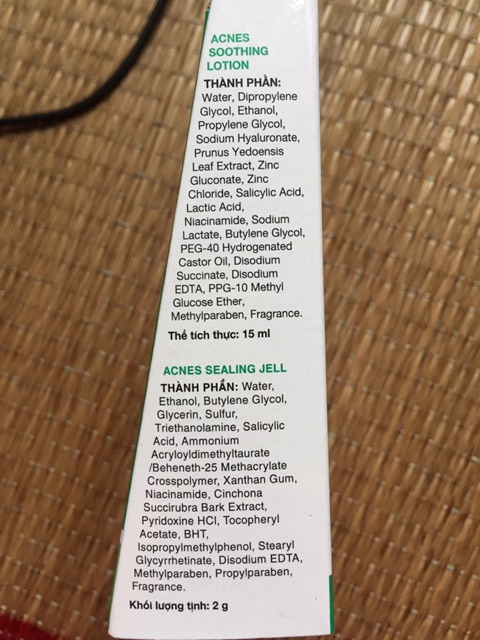 ACNES
SOOTHING
LOTION
THÀNH PHẦN:
Water, Dipropylene
Glycol, Ethanol,
Propylene Glycol,
Sodium Hyaluronate,
Prunus Yedoensis
Leaf Extract, Zinc
Gluconate, Zinc
Chloride, Salicylic Acid,
Lactic Acid,
Niacinamide, Sodium
Lactate, Butylene Glycol,
PEG-40 Hydrogenated
Castor Oil, Disodium
Succinate, Disodium
EDTA, PPG-10 Methyl
Glucose Ether,
Methylparaben, Fragrance.
Thể tích thực: 15 ml
ACNES SEALING JELL
THÀNH PHẦN: Water,
Ethanol, Butylene Glycol,
Glycerin, Sulfur,
Triethanolamine, Salicylic
Acid, Ammonium
Acryloyldimethyltaurate
/Beheneth-25 Methacrylate
Crosspolymer, Xanthan Gum,
Niacinamide, Cinchona
Succirubra Bark Extract,
Pyridoxine HCl, Tocopheryl
Acetate, BHT,
Isopropylmethylphenol, Stearyl
Glycyrrhetinate, Disodium EDTA,
Methylparaben, Propylparaben,
Fragrance.
Khối lượng tịnh: 2 g